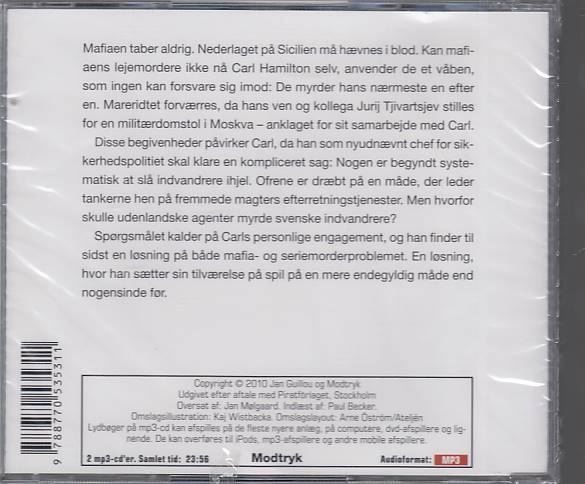 Mafiaen taber aldrig. Nederlaget på Sicilien må hævnes i blod. Kan mafi-
aens lejemordere ikke nå Carl Hamilton selv, anvender de et våben,
som ingen kan forsvare sig imod: De myrder hans nærmeste en efter
en. Mareridtet forværres, da hans ven og kollega Jurij Tjivartsjev stilles
for en militærdomstol i Moskva – anklaget for sit samarbejde med Carl.
Disse begivenheder påvirker Carl, da han som nyudnævnt chef for sik-
kerhedspolitiet skal klare en kompliceret sag: Nogen er begyndt syste-
matisk at slå indvandrere ihjel. Ofrene er dræbt på en måde, der leder
tankerne hen på fremmede magters efterretningstjenester. Men hvorfor
skulle udenlandske agenter myrde svenske indvandrere?
Spørgsmålet kalder på Carls personlige engagement, og han finder til
sidst en løsning på både mafia- og seriemorderproblemet. En løsning,
hvor han sætter sin tilværelse på spil på en mere endegyldig måde end
nogensinde før.
9 788770 535311
Copyright © 2010 Jan Guillou og Modtryk
Udgivet efter aftale med Piratförlaget, Stockholm
Oversat af: Jan Mølgaard. Indlæst af: Paul Becker.
Omslagsillustration: Kaj Wistbacka. Omslagslayout: Arne Öström/Ateljén
Lydbøger på mp3-cd kan afspilles på de fleste nyere anlæg, på computere, dvd-afspillere og lig-
nende. De kan overføres til iPods, mp3-afspillere og andre mobile afspillere.
2 mp3-cd'er. Samlet tid: 23:56 Modtryk Audioformat: MP3